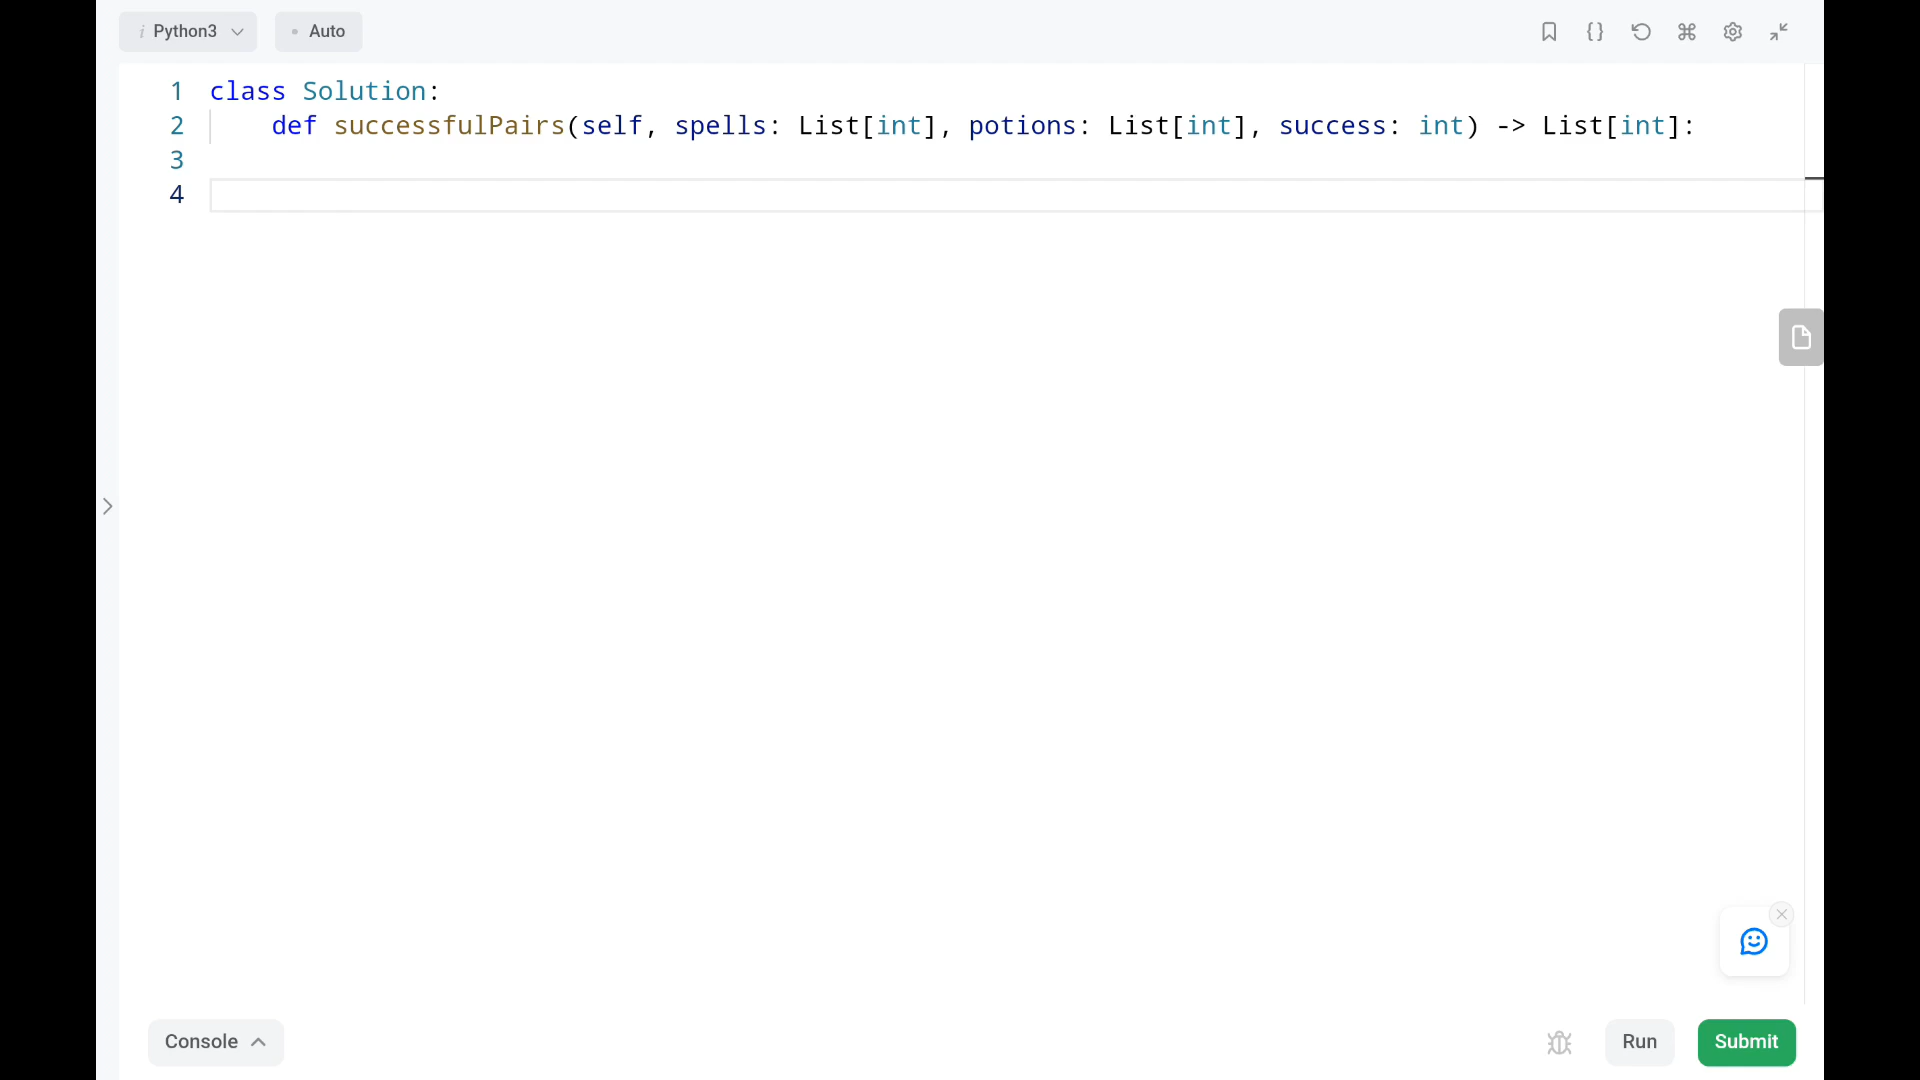 i Python3 Auto
1 class Solution:
2 def successfulPairs(self, spells: List[int], potions: List[int], success: int) -> List[int]:
3
4
Console Run Submit